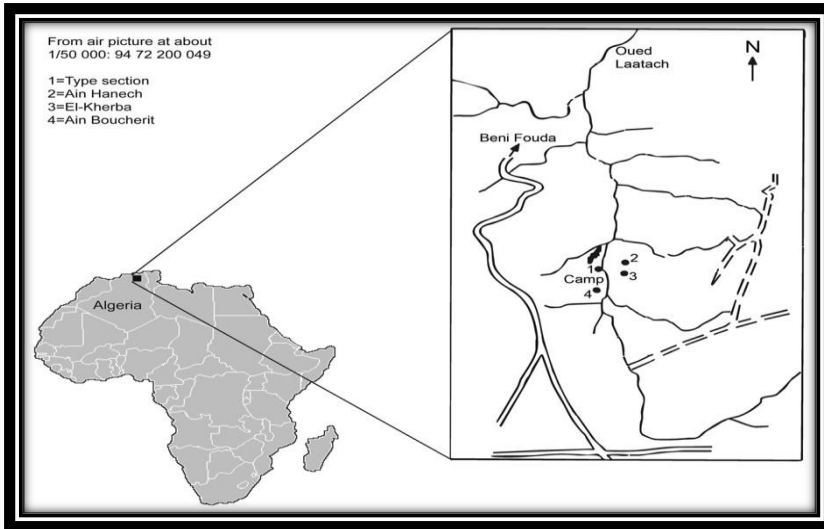 From air picture at about
1/50 000: 94 72 200 049
1=Type section
2=Ain Hanech
3=El-Kherba
4=Ain Boucherit
Algeria
Oued
Laatach
N
Beni Fouda
1
2
Camp
3
4